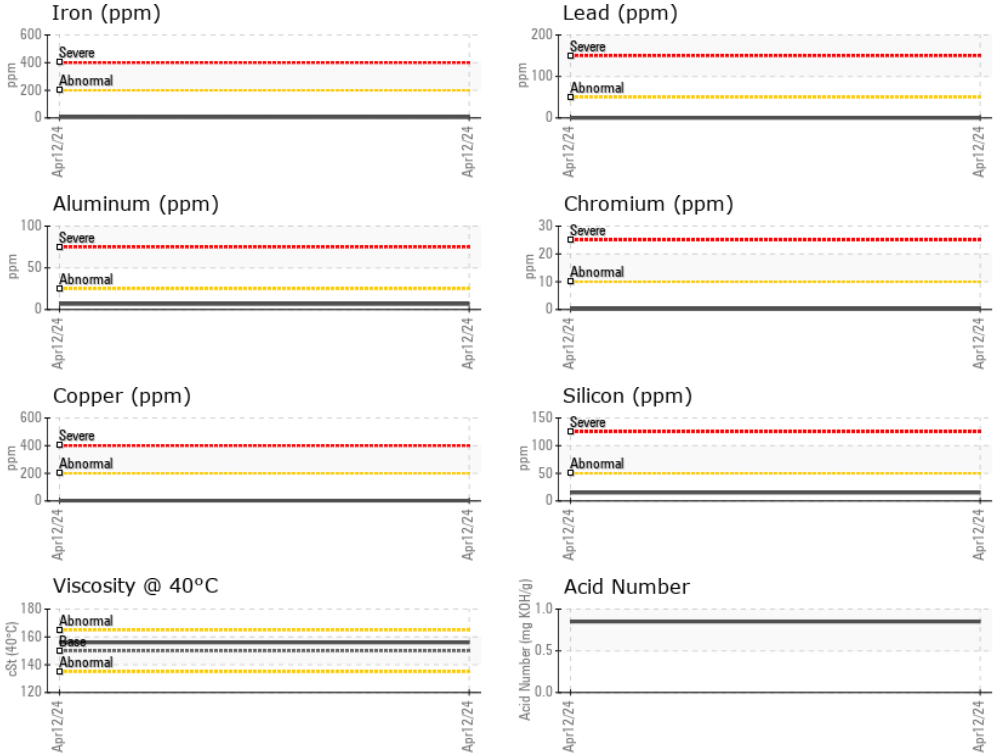 Iron (ppm)
600
400
200
0
ppm
Severe
Abnormal
Apr12/24
Apr12/24
Lead (ppm)
200
100
0
ppm
Severe
Abnormal
Apr12/24
Apr12/24
Aluminum (ppm)
100
50
0
ppm
Severe
Abnormal
Apr12/24
Apr12/24
Chromium (ppm)
30
20
10
0
ppm
Severe
Abnormal
Apr12/24
Apr12/24
Copper (ppm)
600
400
200
0
ppm
Severe
Abnormal
Apr12/24
Apr12/24
Silicon (ppm)
150
100
50
0
ppm
Severe
Abnormal
Apr12/24
Apr12/24
Viscosity @ 40°C
180
160
140
120
cSt (40°C)
Abnormal
Base
Abnormal
Apr12/24
Apr12/24
Acid Number
1.0
0.5
0.0
Acid Number (mg KOH/g)
Apr12/24
Apr12/24